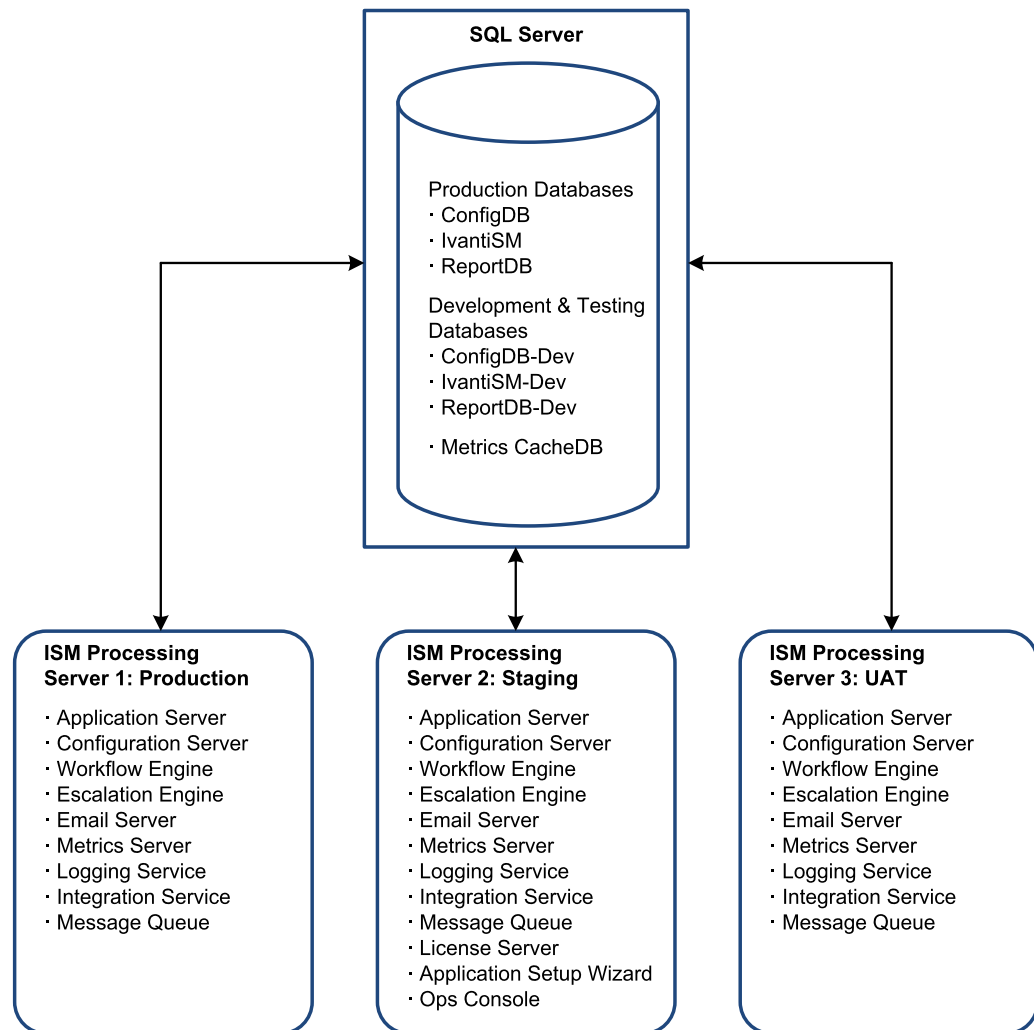 SQL Server
Production Databases
· ConfigDB
· IvantiSM
· ReportDB
Development & Testing
Databases
· ConfigDB-Dev
· IvantiSM-Dev
· ReportDB-Dev
· Metrics CacheDB
ISM Processing
Server 1: Production
· Application Server
· Configuration Server
· Workflow Engine
· Escalation Engine
· Email Server
· Metrics Server
· Logging Service
· Integration Service
· Message Queue
ISM Processing
Server 2: Staging
· Application Server
· Configuration Server
· Workflow Engine
· Escalation Engine
· Email Server
· Metrics Server
· Logging Service
· Integration Service
· Message Queue
· License Server
· Application Setup Wizard
· Ops Console
ISM Processing
Server 3: UAT
· Application Server
· Configuration Server
· Workflow Engine
· Escalation Engine
· Email Server
· Metrics Server
· Logging Service
· Integration Service
· Message Queue